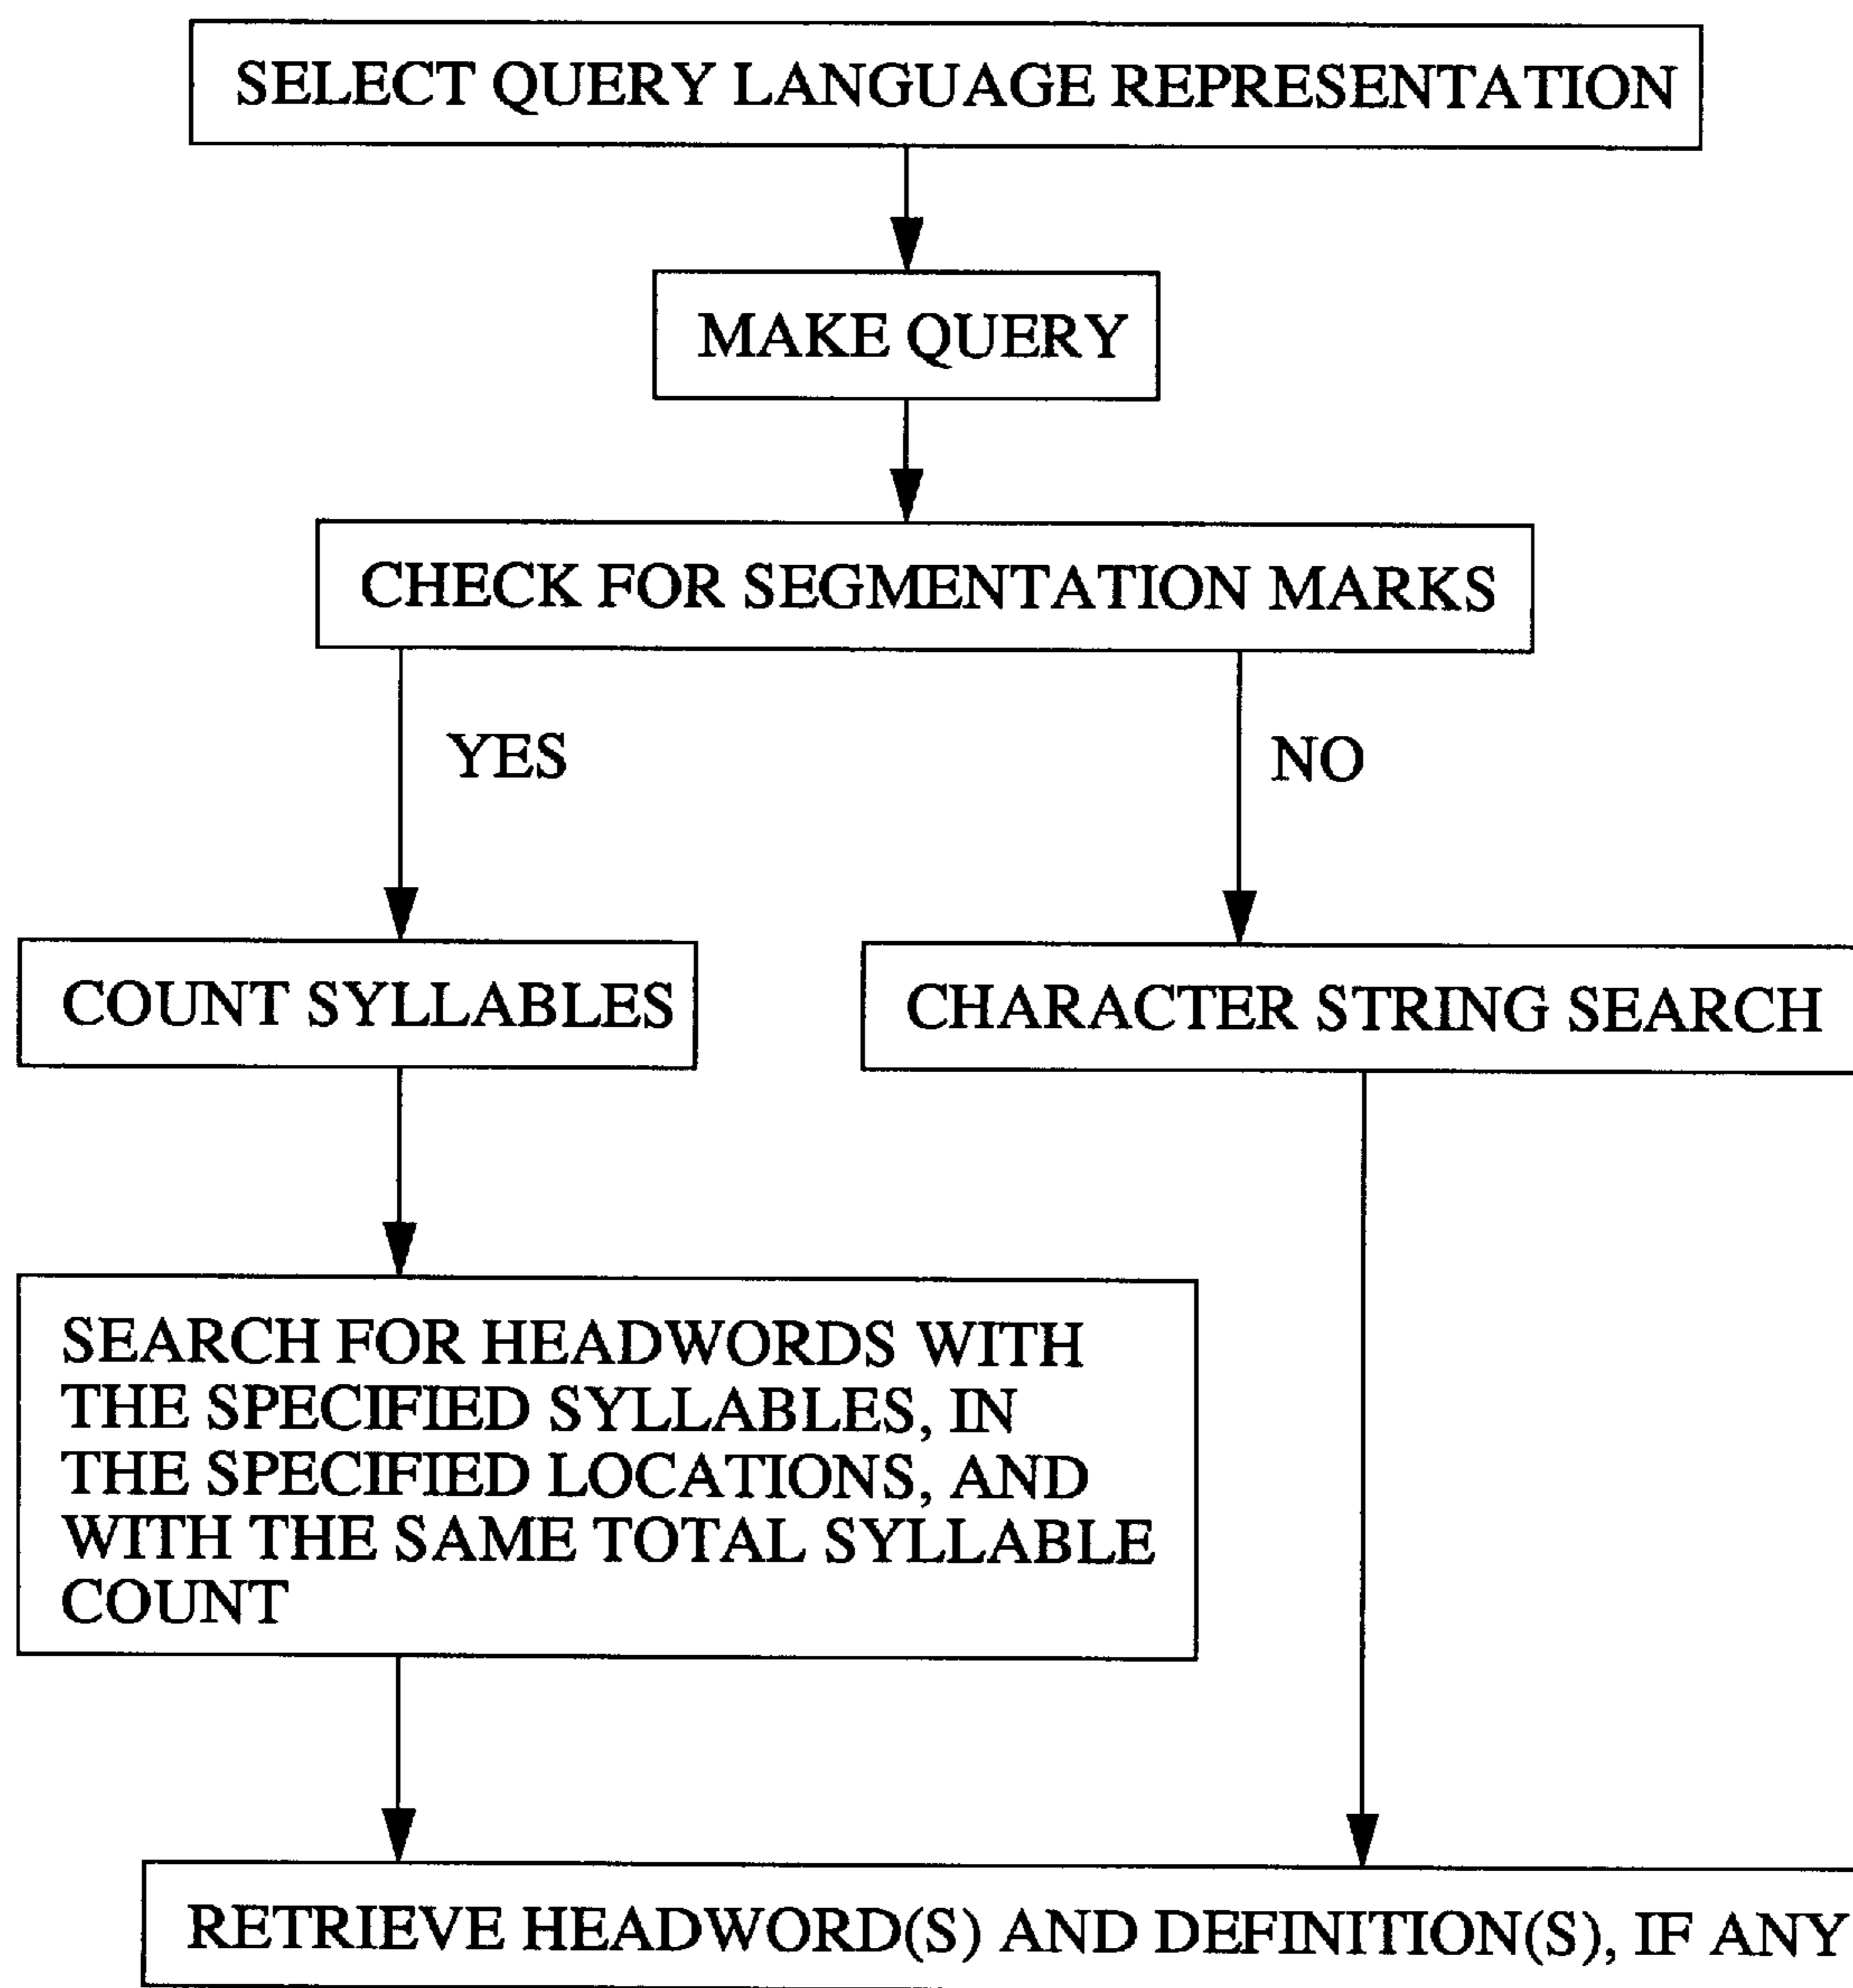 SELECT QUERY LANGUAGE REPRESENTATION
MAKE QUERY
CHECK FOR SEGMENTATION MARKS
YES
NO
COUNT SYLLABLES
CHARACTER STRING SEARCH
SEARCH FOR HEADWORDS WITH
THE SPECIFIED SYLLABLES, IN
THE SPECIFIED LOCATIONS, AND
WITH THE SAME TOTAL SYLLABLE
COUNT
RETRIEVE HEADWORD(S) AND DEFINITION(S), IF ANY